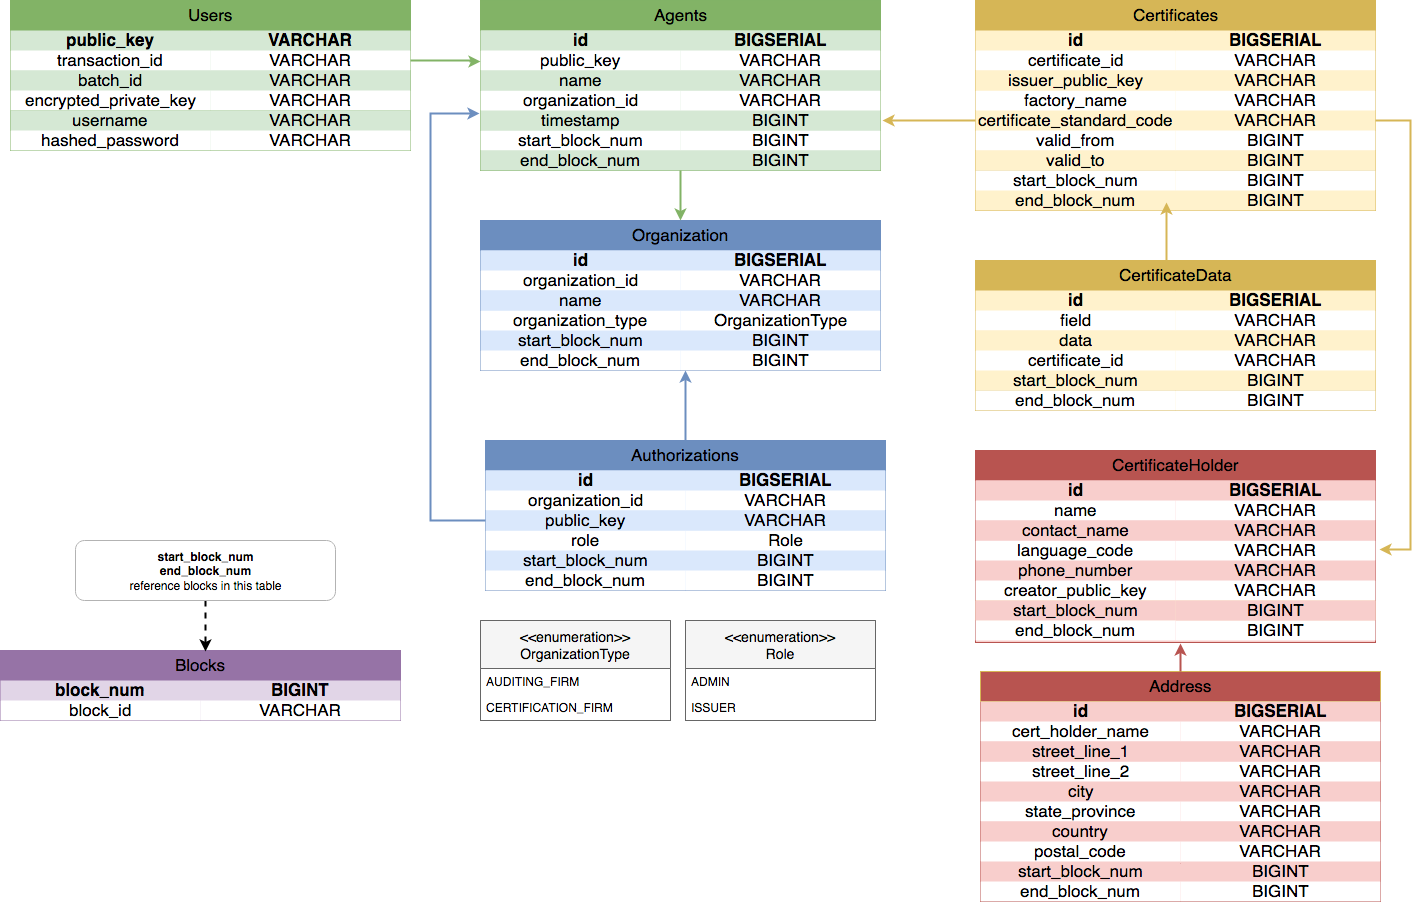 Users
public_key VARCHAR
transaction_id VARCHAR
batch_id VARCHAR
encrypted_private_key VARCHAR
username VARCHAR
hashed_password VARCHAR
Agents
id BIGSERIAL
public_key VARCHAR
name VARCHAR
organization_id VARCHAR
timestamp BIGINT
start_block_num BIGINT
end_block_num BIGINT
Certificates
id BIGSERIAL
certificate_id VARCHAR
issuer_public_key VARCHAR
factory_name VARCHAR
certificate_standard_code VARCHAR
valid_from BIGINT
valid_to BIGINT
start_block_num BIGINT
end_block_num BIGINT
Organization
id BIGSERIAL
organization_id VARCHAR
name VARCHAR
organization_type OrganizationType
start_block_num BIGINT
end_block_num BIGINT
CertificateData
id BIGSERIAL
field VARCHAR
data VARCHAR
certificate_id VARCHAR
start_block_num BIGINT
end_block_num BIGINT
Authorizations
id BIGSERIAL
organization_id VARCHAR
public_key VARCHAR
role Role
start_block_num BIGINT
end_block_num BIGINT
CertificateHolder
id BIGSERIAL
name VARCHAR
contact_name VARCHAR
language_code VARCHAR
phone_number VARCHAR
creator_public_key VARCHAR
start_block_num BIGINT
end_block_num BIGINT
start_block_num
end_block_num
reference blocks in this table
Blocks
block_num BIGINT
block_id VARCHAR
<<enumeration>>
OrganizationType
AUDITING_FIRM
CERTIFICATION_FIRM
<<enumeration>>
Role
ADMIN
ISSUER
Address
id BIGSERIAL
cert_holder_name VARCHAR
street_line_1 VARCHAR
street_line_2 VARCHAR
city VARCHAR
state_province VARCHAR
country VARCHAR
postal_code VARCHAR
start_block_num BIGINT
end_block_num BIGINT